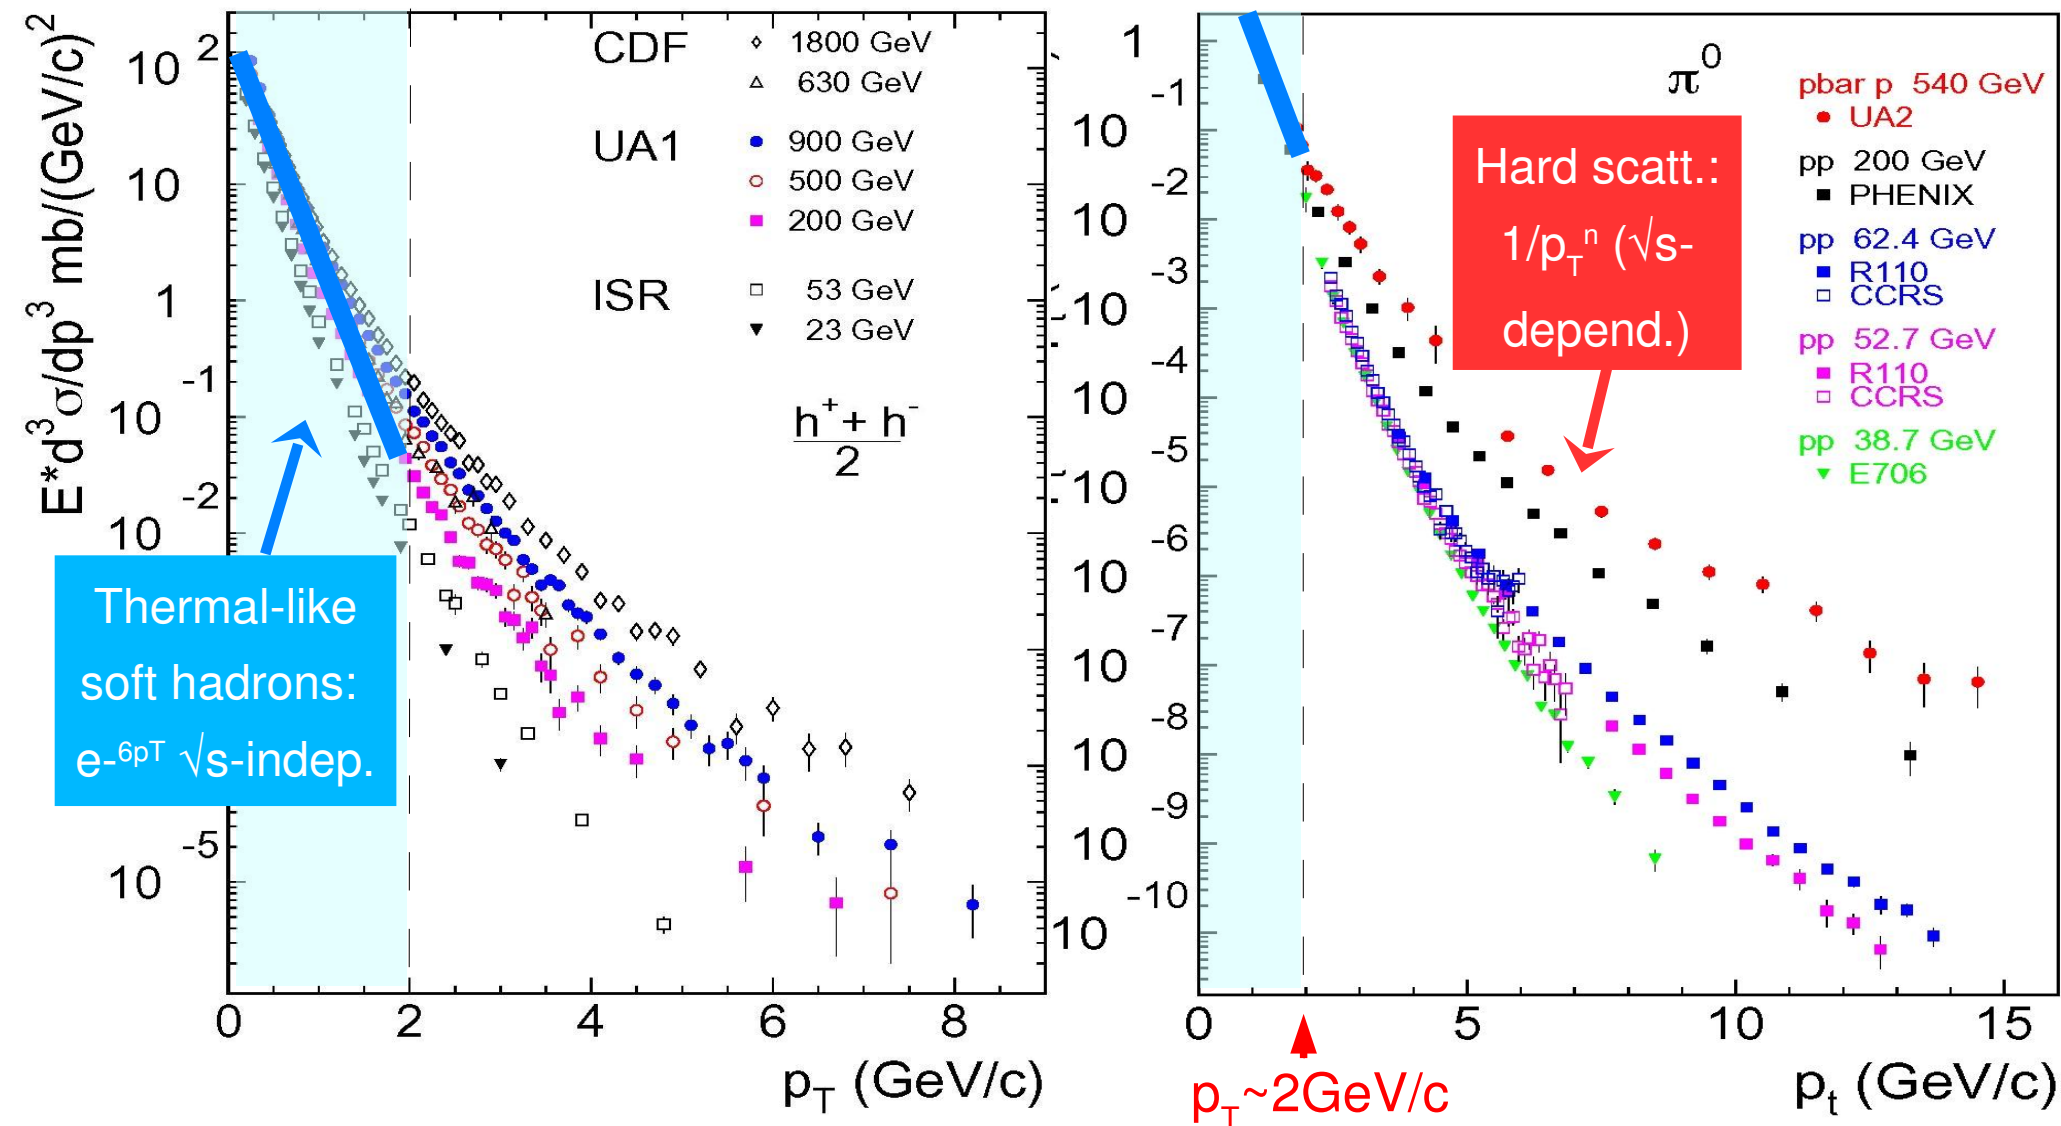 E*d³σ/dp³ mb/(GeV/c)²
10²
10
1
10⁻¹
10⁻²
10⁻⁵
0 2 4 6 8
p_T (GeV/c)
CDF
◇ 1800 GeV
△ 630 GeV
UA1
● 900 GeV
○ 500 GeV
■ 200 GeV
ISR
□ 53 GeV
▼ 23 GeV
h⁺+ h⁻
2
Thermal-like
soft hadrons:
e-⁶ᵖᵀ √s-indep.
1
10⁻¹
10⁻²
10⁻³
10⁻⁴
10⁻⁵
10⁻⁶
10⁻⁷
10⁻⁸
10⁻⁹
10⁻¹⁰
0 5 10 15
p_t (GeV/c)
p_T~2GeV/c
π⁰
Hard scatt.:
1/p_Tⁿ (√s-
depend.)
pbar p 540 GeV
● UA2
pp 200 GeV
■ PHENIX
pp 62.4 GeV
■ R110
□ CCRS
pp 52.7 GeV
■ R110
□ CCRS
pp 38.7 GeV
▼ E706